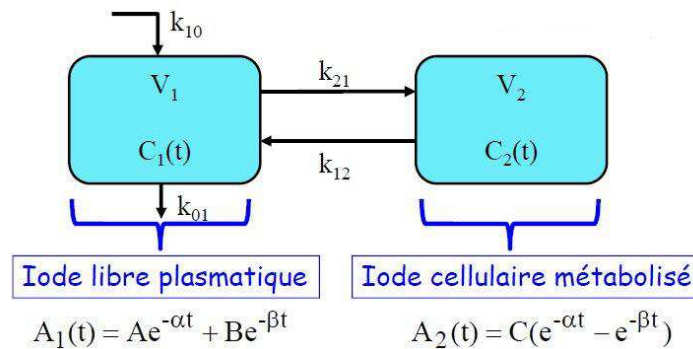 k₁₀
V₁
k₂₁
V₂
C₁(t)
C₂(t)
k₁₂
k₀₁
Iode libre plasmatique
Iode cellulaire métabolisé
A₁(t) = Ae^{-αt} + Be^{-βt}
A₂(t) = C(e^{-αt} − e^{-βt})